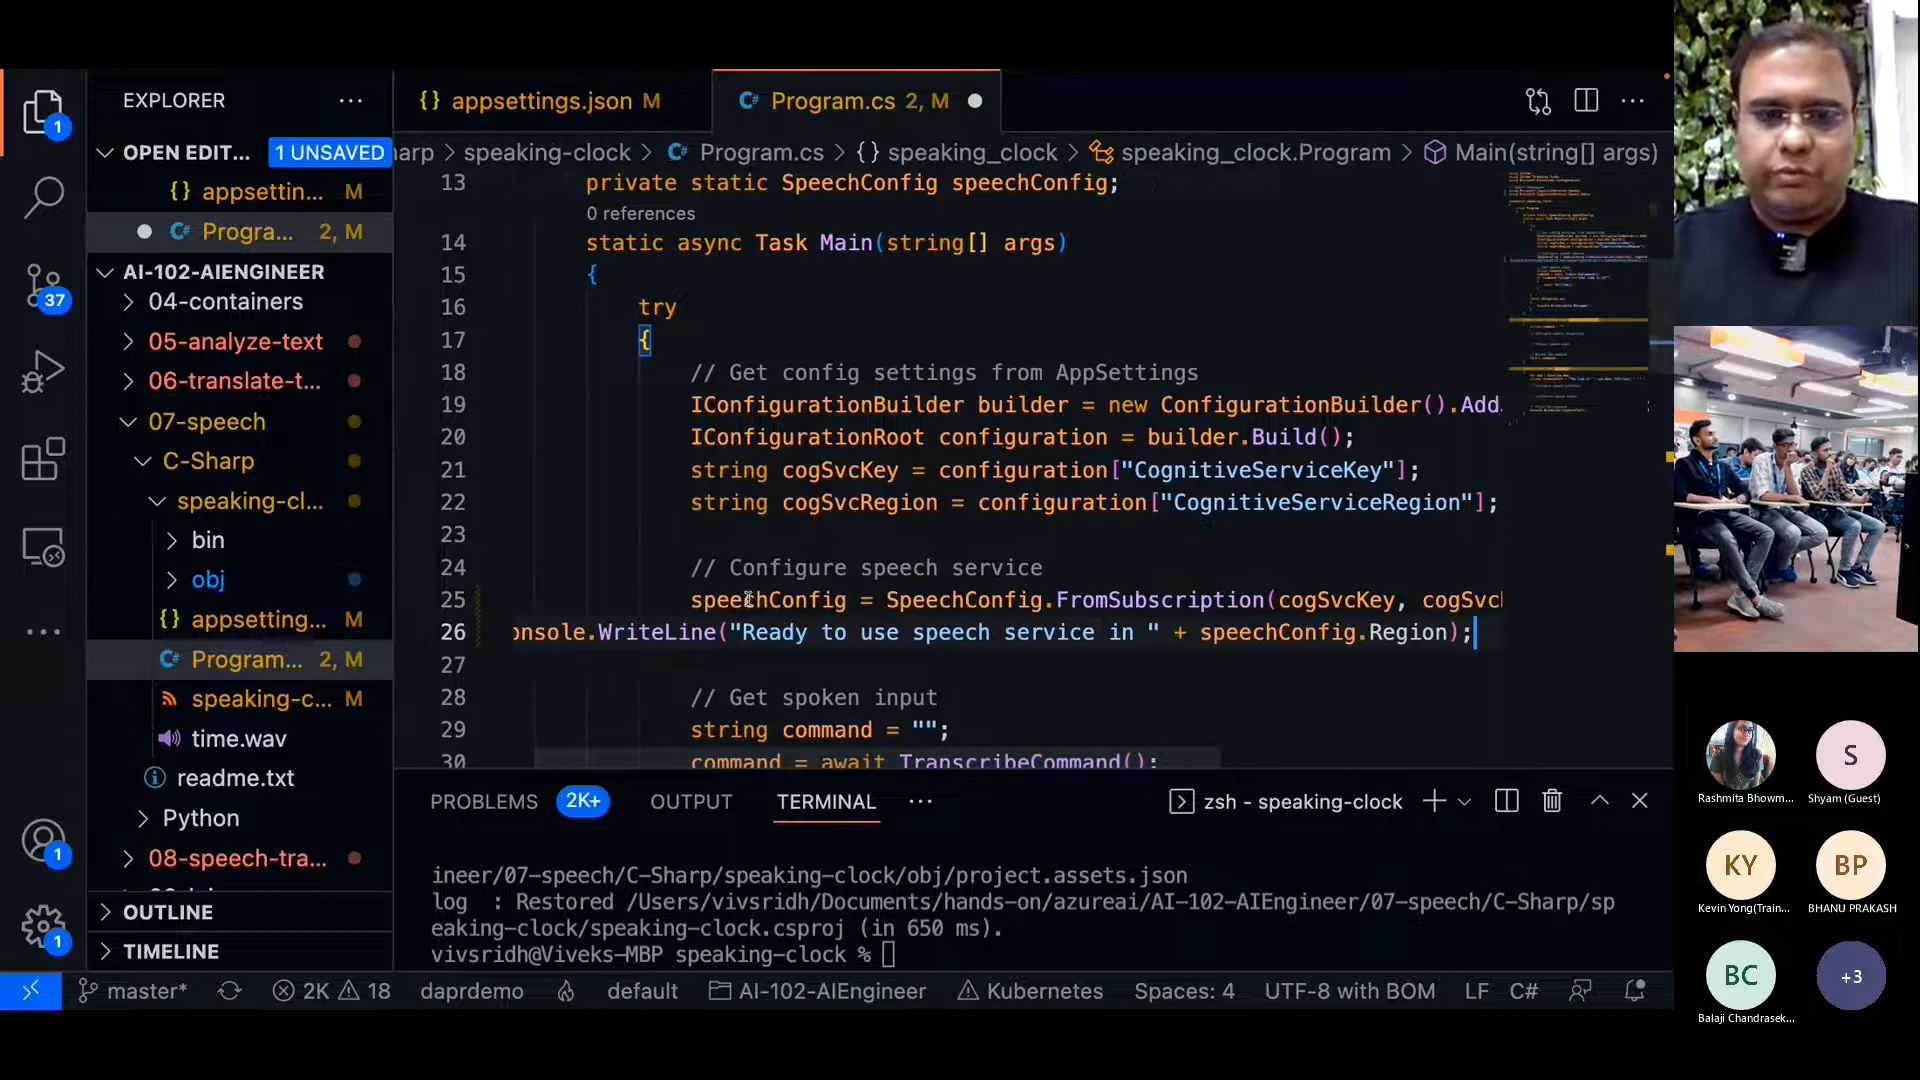 EXPLORER
OPEN EDIT... 1 UNSAVED
{} appsettin... M
C# Progra... 2, M
AI-102-AIENGINEER
04-containers
05-analyze-text
06-translate-t...
07-speech
C-Sharp
speaking-cl...
bin
obj
{} appsetting... M
C# Program... 2, M
speaking-c... M
time.wav
readme.txt
Python
08-speech-tra...
OUTLINE
TIMELINE
1
37
1
1
{} appsettings.json M
C# Program.cs 2, M
arp > speaking-clock > C# Program.cs > {} speaking_clock > speaking_clock.Program > Main(string[] args)
13 private static SpeechConfig speechConfig;
0 references
14 static async Task Main(string[] args)
15 {
16 try
17 {
18 // Get config settings from AppSettings
19 IConfigurationBuilder builder = new ConfigurationBuilder().Add
20 IConfigurationRoot configuration = builder.Build();
21 string cogSvcKey = configuration["CognitiveServiceKey"];
22 string cogSvcRegion = configuration["CognitiveServiceRegion"];
23
24 // Configure speech service
25 speechConfig = SpeechConfig.FromSubscription(cogSvcKey, cogSvc
26 onsole.WriteLine("Ready to use speech service in " + speechConfig.Region);
27
28 // Get spoken input
29 string command = "";
30 command = await TranscribeCommand();
PROBLEMS 2K+ OUTPUT TERMINAL ... zsh - speaking-clock
ineer/07-speech/C-Sharp/speaking-clock/obj/project.assets.json
log : Restored /Users/vivsridh/Documents/hands-on/azureai/AI-102-AIEngineer/07-speech/C-Sharp/sp
eaking-clock/speaking-clock.csproj (in 650 ms).
vivsridh@Viveks-MBP speaking-clock %
master* 2K 18 daprdemo default AI-102-AIEngineer Kubernetes Spaces: 4 UTF-8 with BOM LF C#
Rashmita Bhowm...
S
Shyam (Guest)
KY
Kevin Yong(Train...
BP
BHANU PRAKASH
BC
Balaji Chandrasek...
+3